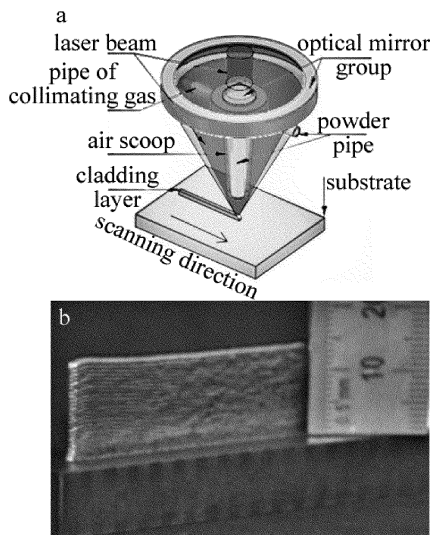 a
laser beam
pipe of
collimating gas
air scoop
cladding
layer
optical mirror
group
powder
pipe
substrate
scanning direction
b
10